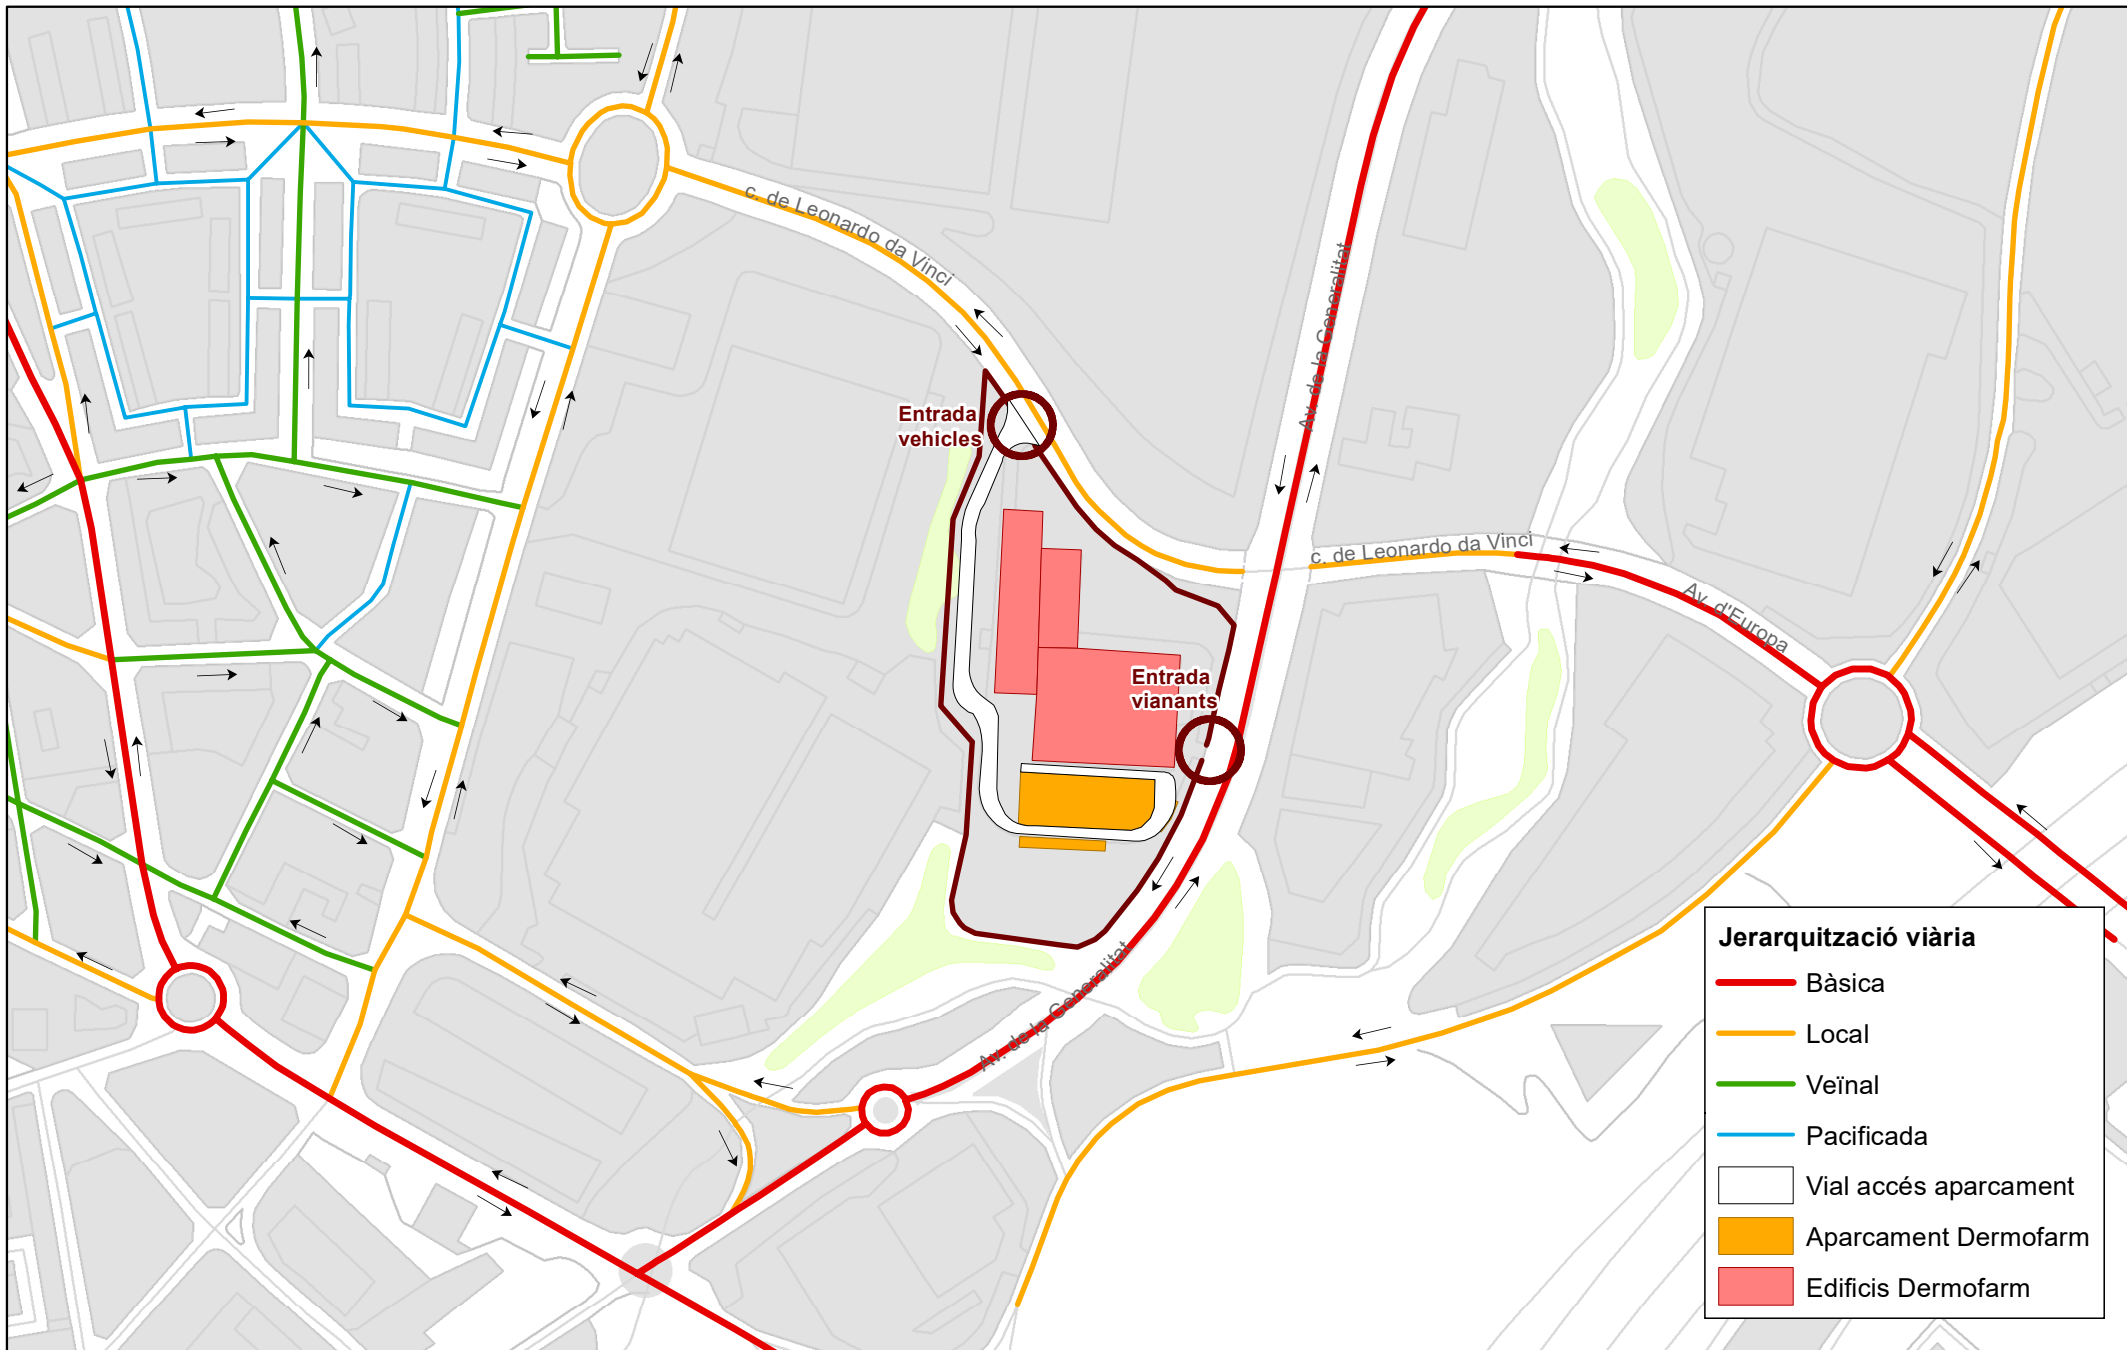 c. de Leonardo da Vinci
Av. de la Generalitat
Entrada
vehicles
c. de Leonardo da Vinci
Av. d'Europa
Entrada
vianants
Av. de la Generalitat
Jerarquització viària
Bàsica
Local
Veïnal
Pacificada
Vial accés aparcament
Aparcament Dermofarm
Edificis Dermofarm